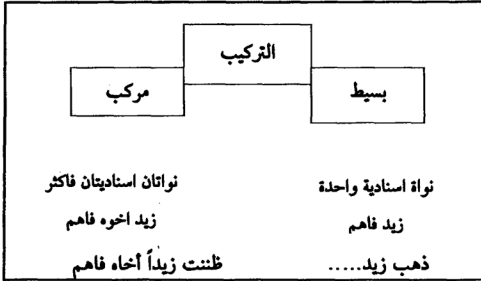 التركيب
بسيط
مركب
نواة اسنادية واحدة
نواتان اسناديتان فاكثر
زيد فاهم
زيد اخوه فاهم
ذهب زيد.....
ظننت زيداً أخاه فاهم